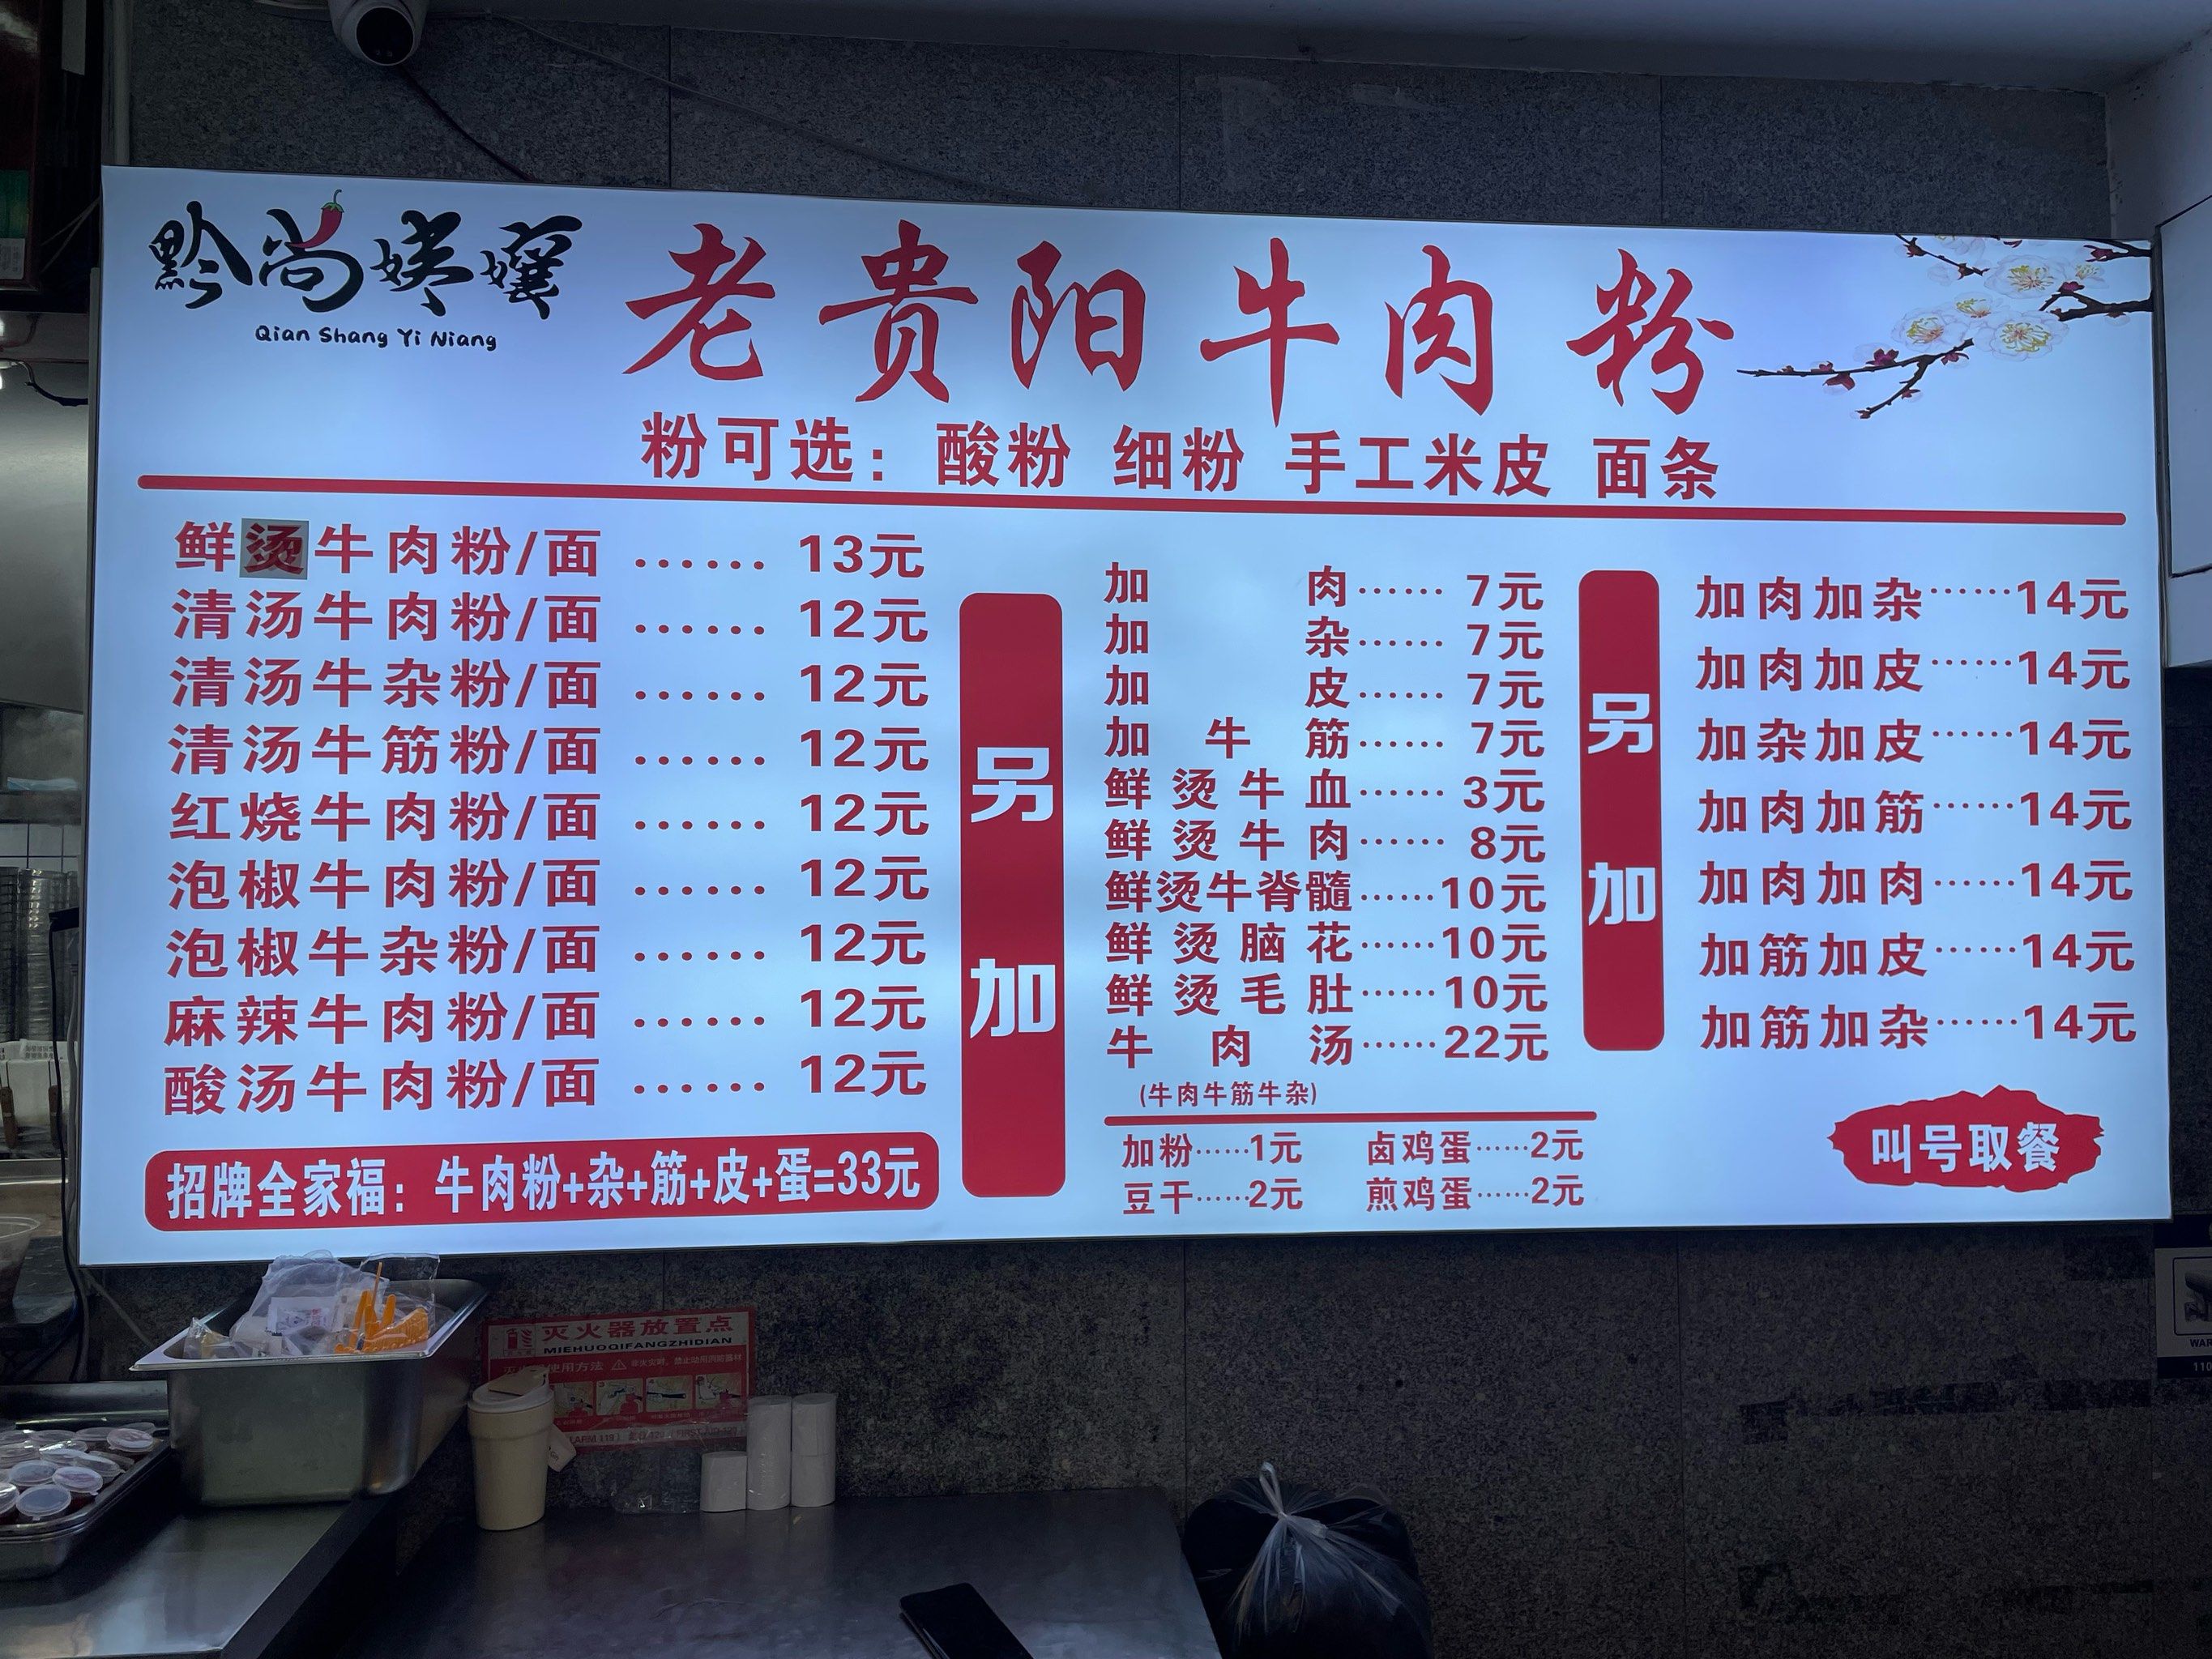 黔尚姨孃
Qian Shang Yi Niang
老贵阳牛肉粉
粉可选：酸粉 细粉 手工米皮 面条
鲜烫牛肉粉/面 ...... 13元
清汤牛肉粉/面 ...... 12元
清汤牛杂粉/面 ...... 12元
清汤牛筋粉/面 ...... 12元
红烧牛肉粉/面 ...... 12元
泡椒牛肉粉/面 ...... 12元
泡椒牛杂粉/面 ...... 12元
麻辣牛肉粉/面 ...... 12元
酸汤牛肉粉/面 ...... 12元
招牌全家福：牛肉粉+杂+筋+皮+蛋=33元
另加
加肉…… 7元
加杂…… 7元
加皮…… 7元
加牛筋…… 7元
鲜烫牛血…… 3元
鲜烫牛肉…… 8元
鲜烫牛脊髓……10元
鲜烫脑花……10元
鲜烫毛肚……10元
牛肉汤……22元
(牛肉牛筋牛杂)
加粉……1元 卤鸡蛋……2元
豆干……2元 煎鸡蛋……2元
另加
加肉加杂……14元
加肉加皮……14元
加杂加皮……14元
加肉加筋……14元
加肉加肉……14元
加筋加皮……14元
加筋加杂……14元
叫号取餐
灭火器放置点
MIEHUOQIFANGZHIDIAN
使用方法
WAR
110